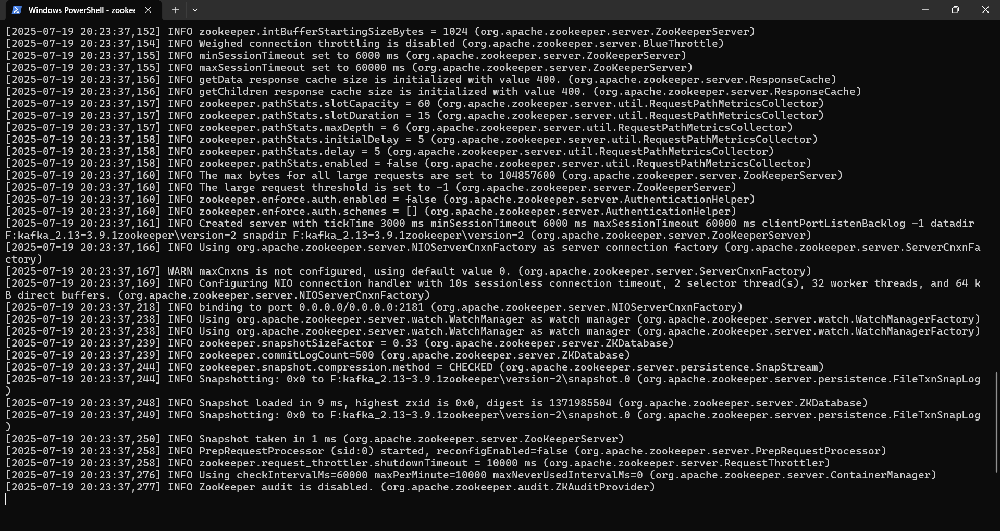 Windows PowerShell - zookee
[2025-07-19 20:23:37,152] INFO zookeeper.intBufferStartingSizeBytes = 1024 (org.apache.zookeeper.server.ZooKeeperServer)
[2025-07-19 20:23:37,154] INFO Weighed connection throttling is disabled (org.apache.zookeeper.server.BlueThrottle)
[2025-07-19 20:23:37,155] INFO minSessionTimeout set to 6000 ms (org.apache.zookeeper.server.ZooKeeperServer)
[2025-07-19 20:23:37,155] INFO maxSessionTimeout set to 60000 ms (org.apache.zookeeper.server.ZooKeeperServer)
[2025-07-19 20:23:37,156] INFO getData response cache size is initialized with value 400. (org.apache.zookeeper.server.ResponseCache)
[2025-07-19 20:23:37,156] INFO getChildren response cache size is initialized with value 400. (org.apache.zookeeper.server.ResponseCache)
[2025-07-19 20:23:37,157] INFO zookeeper.pathStats.slotCapacity = 60 (org.apache.zookeeper.server.util.RequestPathMetricsCollector)
[2025-07-19 20:23:37,157] INFO zookeeper.pathStats.slotDuration = 15 (org.apache.zookeeper.server.util.RequestPathMetricsCollector)
[2025-07-19 20:23:37,157] INFO zookeeper.pathStats.maxDepth = 6 (org.apache.zookeeper.server.util.RequestPathMetricsCollector)
[2025-07-19 20:23:37,158] INFO zookeeper.pathStats.initialDelay = 5 (org.apache.zookeeper.server.util.RequestPathMetricsCollector)
[2025-07-19 20:23:37,158] INFO zookeeper.pathStats.delay = 5 (org.apache.zookeeper.server.util.RequestPathMetricsCollector)
[2025-07-19 20:23:37,158] INFO zookeeper.pathStats.enabled = false (org.apache.zookeeper.server.util.RequestPathMetricsCollector)
[2025-07-19 20:23:37,160] INFO The max bytes for all large requests are set to 104857600 (org.apache.zookeeper.server.ZooKeeperServer)
[2025-07-19 20:23:37,160] INFO The large request threshold is set to -1 (org.apache.zookeeper.server.ZooKeeperServer)
[2025-07-19 20:23:37,160] INFO zookeeper.enforce.auth.enabled = false (org.apache.zookeeper.server.AuthenticationHelper)
[2025-07-19 20:23:37,160] INFO zookeeper.enforce.auth.schemes = [] (org.apache.zookeeper.server.AuthenticationHelper)
[2025-07-19 20:23:37,161] INFO Created server with tickTime 3000 ms minSessionTimeout 6000 ms maxSessionTimeout 60000 ms clientPortListenBacklog -1 datadir
F:kafka_2.13-3.9.1zookeeper\version-2 snapdir F:kafka_2.13-3.9.1zookeeper\version-2 (org.apache.zookeeper.server.ZooKeeperServer)
[2025-07-19 20:23:37,166] INFO Using org.apache.zookeeper.server.NIOServerCnxnFactory as server connection factory (org.apache.zookeeper.server.ServerCnxnFa
ctory)
[2025-07-19 20:23:37,167] WARN maxCnxns is not configured, using default value 0. (org.apache.zookeeper.server.ServerCnxnFactory)
[2025-07-19 20:23:37,169] INFO Configuring NIO connection handler with 10s sessionless connection timeout, 2 selector thread(s), 32 worker threads, and 64 k
B direct buffers. (org.apache.zookeeper.server.NIOServerCnxnFactory)
[2025-07-19 20:23:37,218] INFO binding to port 0.0.0.0/0.0.0.0:2181 (org.apache.zookeeper.server.NIOServerCnxnFactory)
[2025-07-19 20:23:37,238] INFO Using org.apache.zookeeper.server.watch.WatchManager as watch manager (org.apache.zookeeper.server.watch.WatchManagerFactory)
[2025-07-19 20:23:37,238] INFO Using org.apache.zookeeper.server.watch.WatchManager as watch manager (org.apache.zookeeper.server.watch.WatchManagerFactory)
[2025-07-19 20:23:37,239] INFO zookeeper.snapshotSizeFactor = 0.33 (org.apache.zookeeper.server.ZKDatabase)
[2025-07-19 20:23:37,239] INFO zookeeper.commitLogCount=500 (org.apache.zookeeper.server.ZKDatabase)
[2025-07-19 20:23:37,244] INFO zookeeper.snapshot.compression.method = CHECKED (org.apache.zookeeper.server.persistence.SnapStream)
[2025-07-19 20:23:37,244] INFO Snapshotting: 0x0 to F:kafka_2.13-3.9.1zookeeper\version-2\snapshot.0 (org.apache.zookeeper.server.persistence.FileTxnSnapLog
)
[2025-07-19 20:23:37,248] INFO Snapshot loaded in 9 ms, highest zxid is 0x0, digest is 1371985504 (org.apache.zookeeper.server.ZKDatabase)
[2025-07-19 20:23:37,249] INFO Snapshotting: 0x0 to F:kafka_2.13-3.9.1zookeeper\version-2\snapshot.0 (org.apache.zookeeper.server.persistence.FileTxnSnapLog
)
[2025-07-19 20:23:37,250] INFO Snapshot taken in 1 ms (org.apache.zookeeper.server.ZooKeeperServer)
[2025-07-19 20:23:37,258] INFO PrepRequestProcessor (sid:0) started, reconfigEnabled=false (org.apache.zookeeper.server.PrepRequestProcessor)
[2025-07-19 20:23:37,258] INFO zookeeper.request_throttler.shutdownTimeout = 10000 ms (org.apache.zookeeper.server.RequestThrottler)
[2025-07-19 20:23:37,276] INFO Using checkIntervalMs=60000 maxPerMinute=10000 maxNeverUsedIntervalMs=0 (org.apache.zookeeper.server.ContainerManager)
[2025-07-19 20:23:37,277] INFO ZooKeeper audit is disabled. (org.apache.zookeeper.audit.ZKAuditProvider)